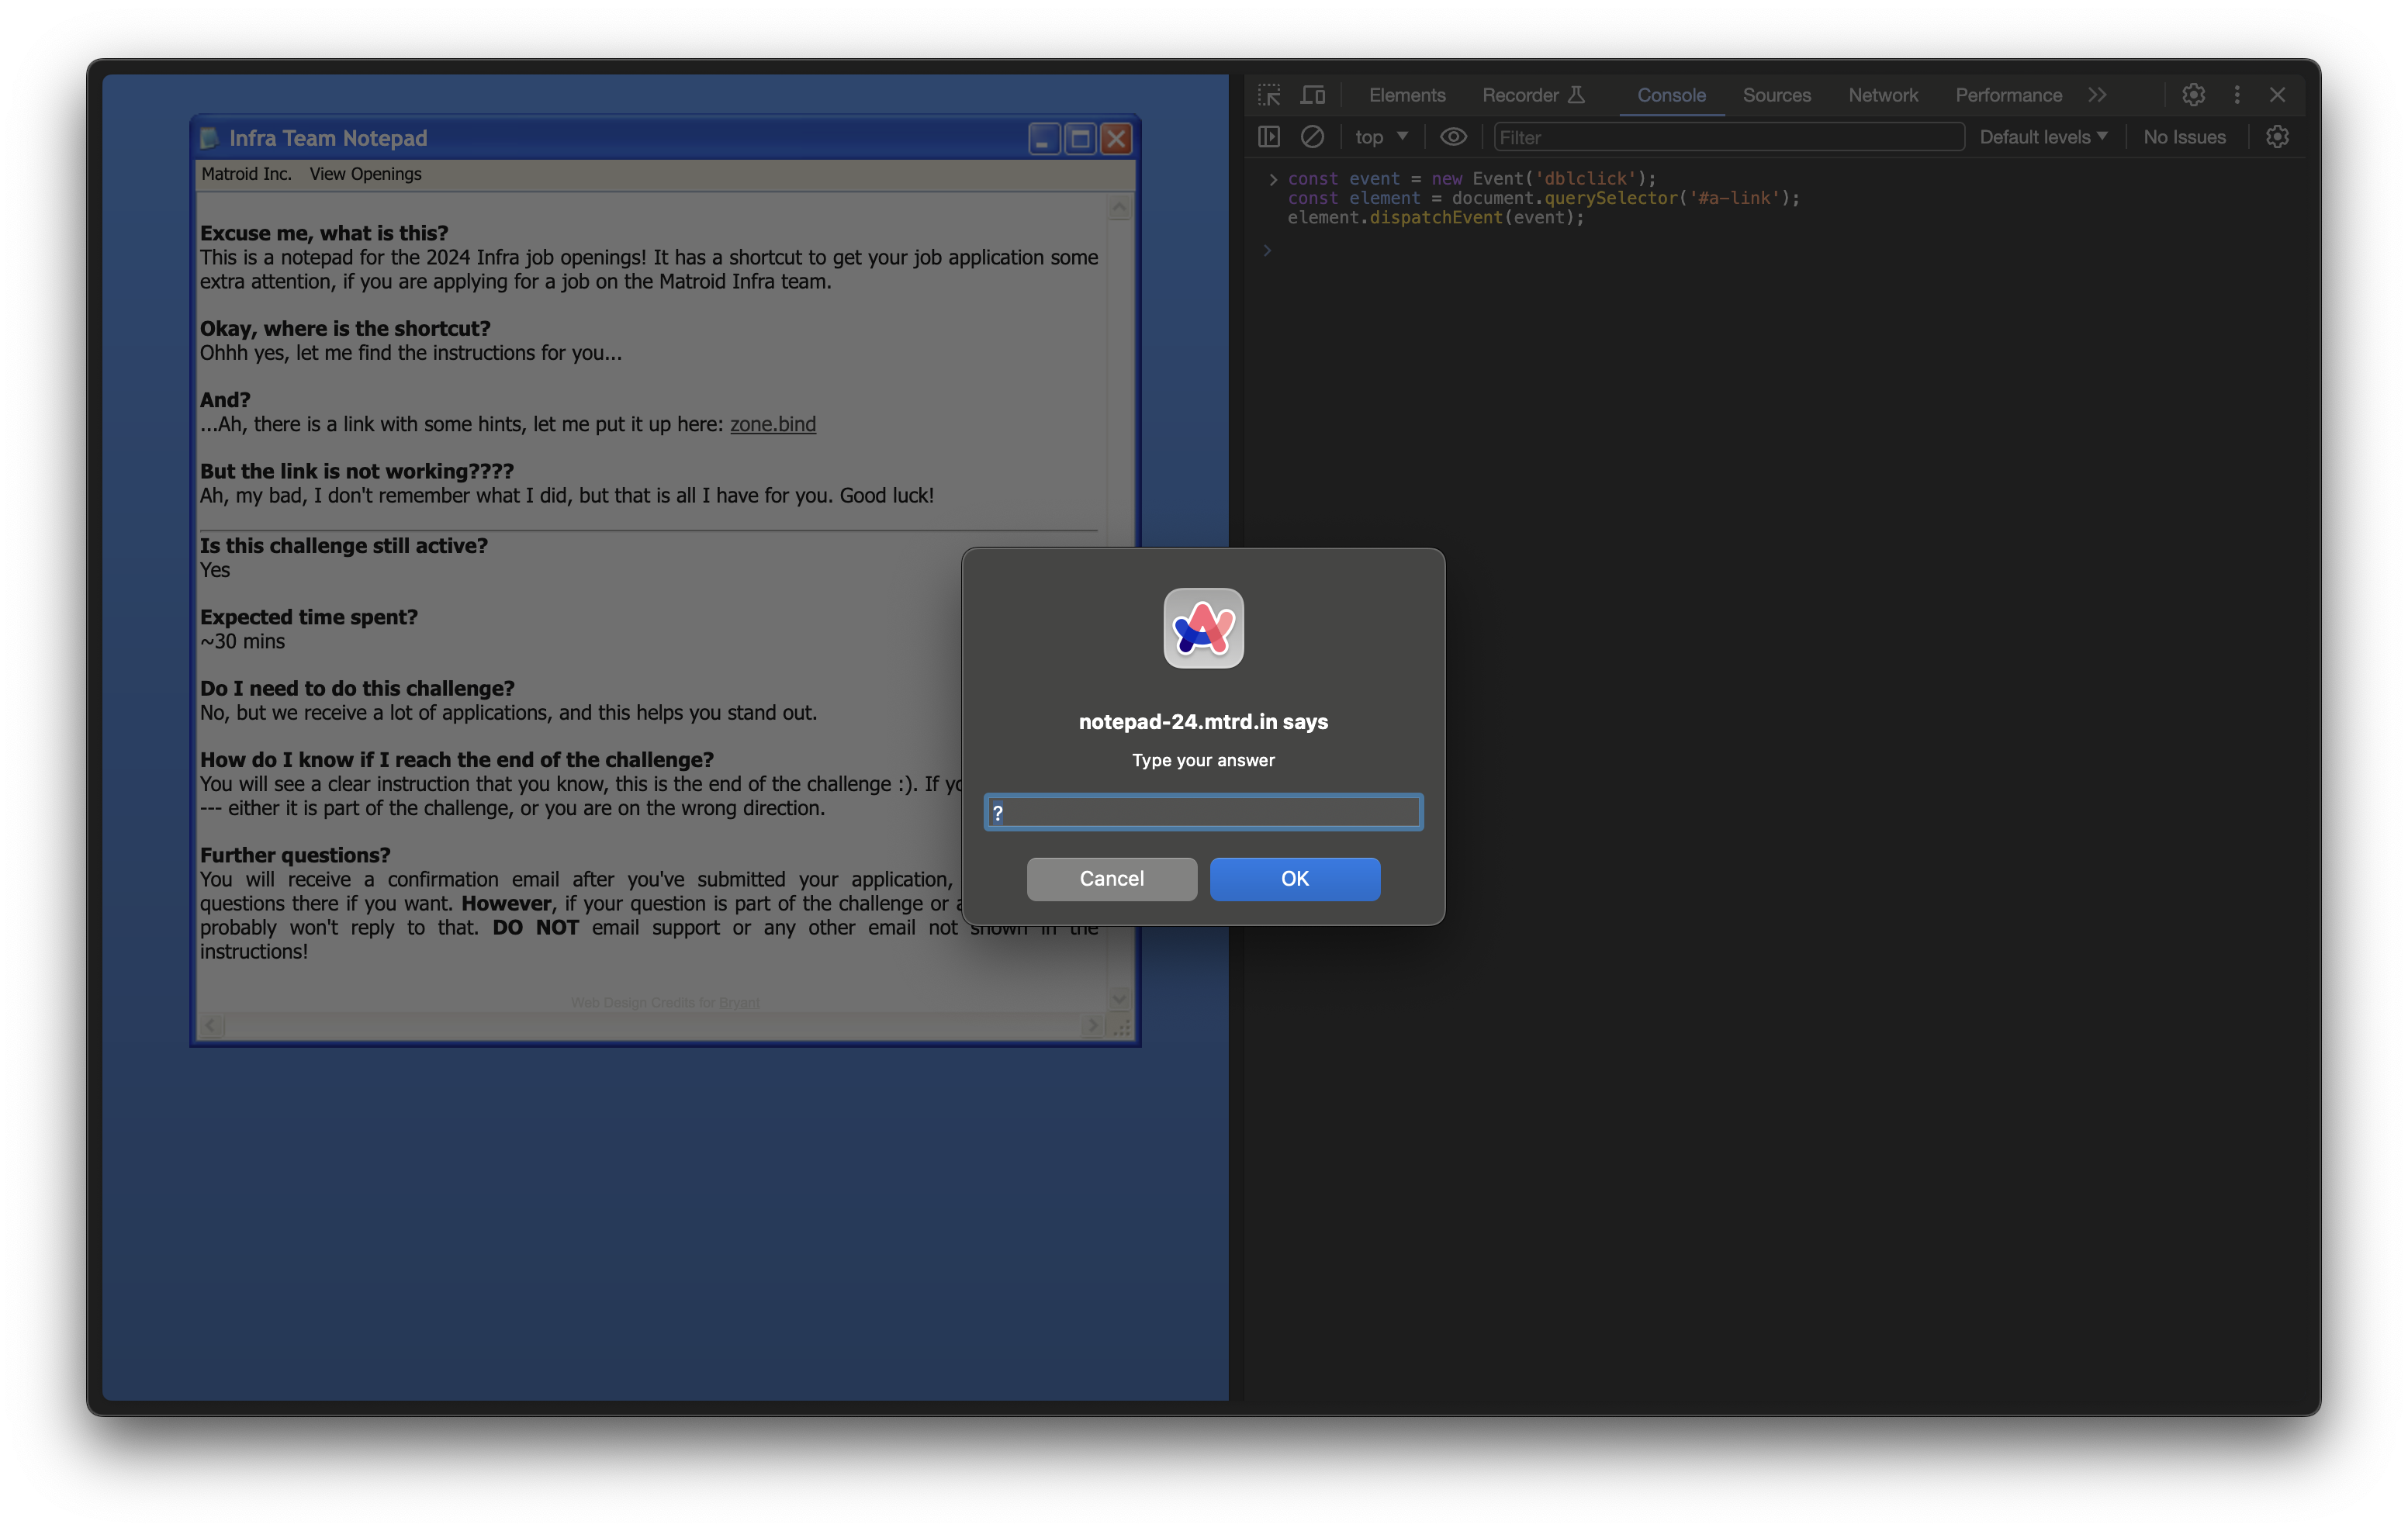 Infra Team Notepad
Matroid Inc. View Openings
Excuse me, what is this?
This is a notepad for the 2024 Infra job openings! It has a shortcut to get your job application some
extra attention, if you are applying for a job on the Matroid Infra team.
Okay, where is the shortcut?
Ohhh yes, let me find the instructions for you...
And?
...Ah, there is a link with some hints, let me put it up here: zone.bind
But the link is not working????
Ah, my bad, I don't remember what I did, but that is all I have for you. Good luck!
Is this challenge still active?
Yes
Expected time spent?
~30 mins
Do I need to do this challenge?
No, but we receive a lot of applications, and this helps you stand out.
How do I know if I reach the end of the challenge?
You will see a clear instruction that you know, this is the end of the challenge :). If
--- either it is part of the challenge, or you are on the wrong direction.
Further questions?
You will receive a confirmation email after you've submitted your application,
questions there if you want. However, if your question is part of the challenge or
probably won't reply to that. DO NOT email support or any other email not shown in the
instructions!
Web Design Credits for Bryant
Elements Recorder Console Sources Network Performance
top Filter Default levels No Issues
> const event = new Event('dblclick');
const element = document.querySelector('#a-link');
element.dispatchEvent(event);
>
notepad-24.mtrd.in says
Type your answer
?
Cancel OK